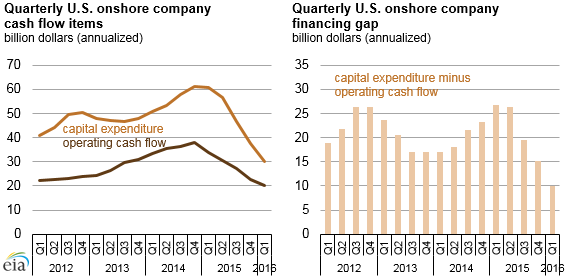 Quarterly U.S. onshore company
cash flow items
billion dollars (annualized)
70
60
50
40
30
20
10
0
capital expenditure
operating cash flow
Q1 Q2 Q3 Q4 Q1 Q2 Q3 Q4 Q1 Q2 Q3 Q4 Q1 Q2 Q3 Q4 Q1
2012 2013 2014 2015 2016
eia
Quarterly U.S. onshore company
financing gap
billion dollars (annualized)
35
30
25
20
15
10
5
0
capital expenditure minus
operating cash flow
Q1 Q2 Q3 Q4 Q1 Q2 Q3 Q4 Q1 Q2 Q3 Q4 Q1 Q2 Q3 Q4 Q1
2012 2013 2014 2015 2016